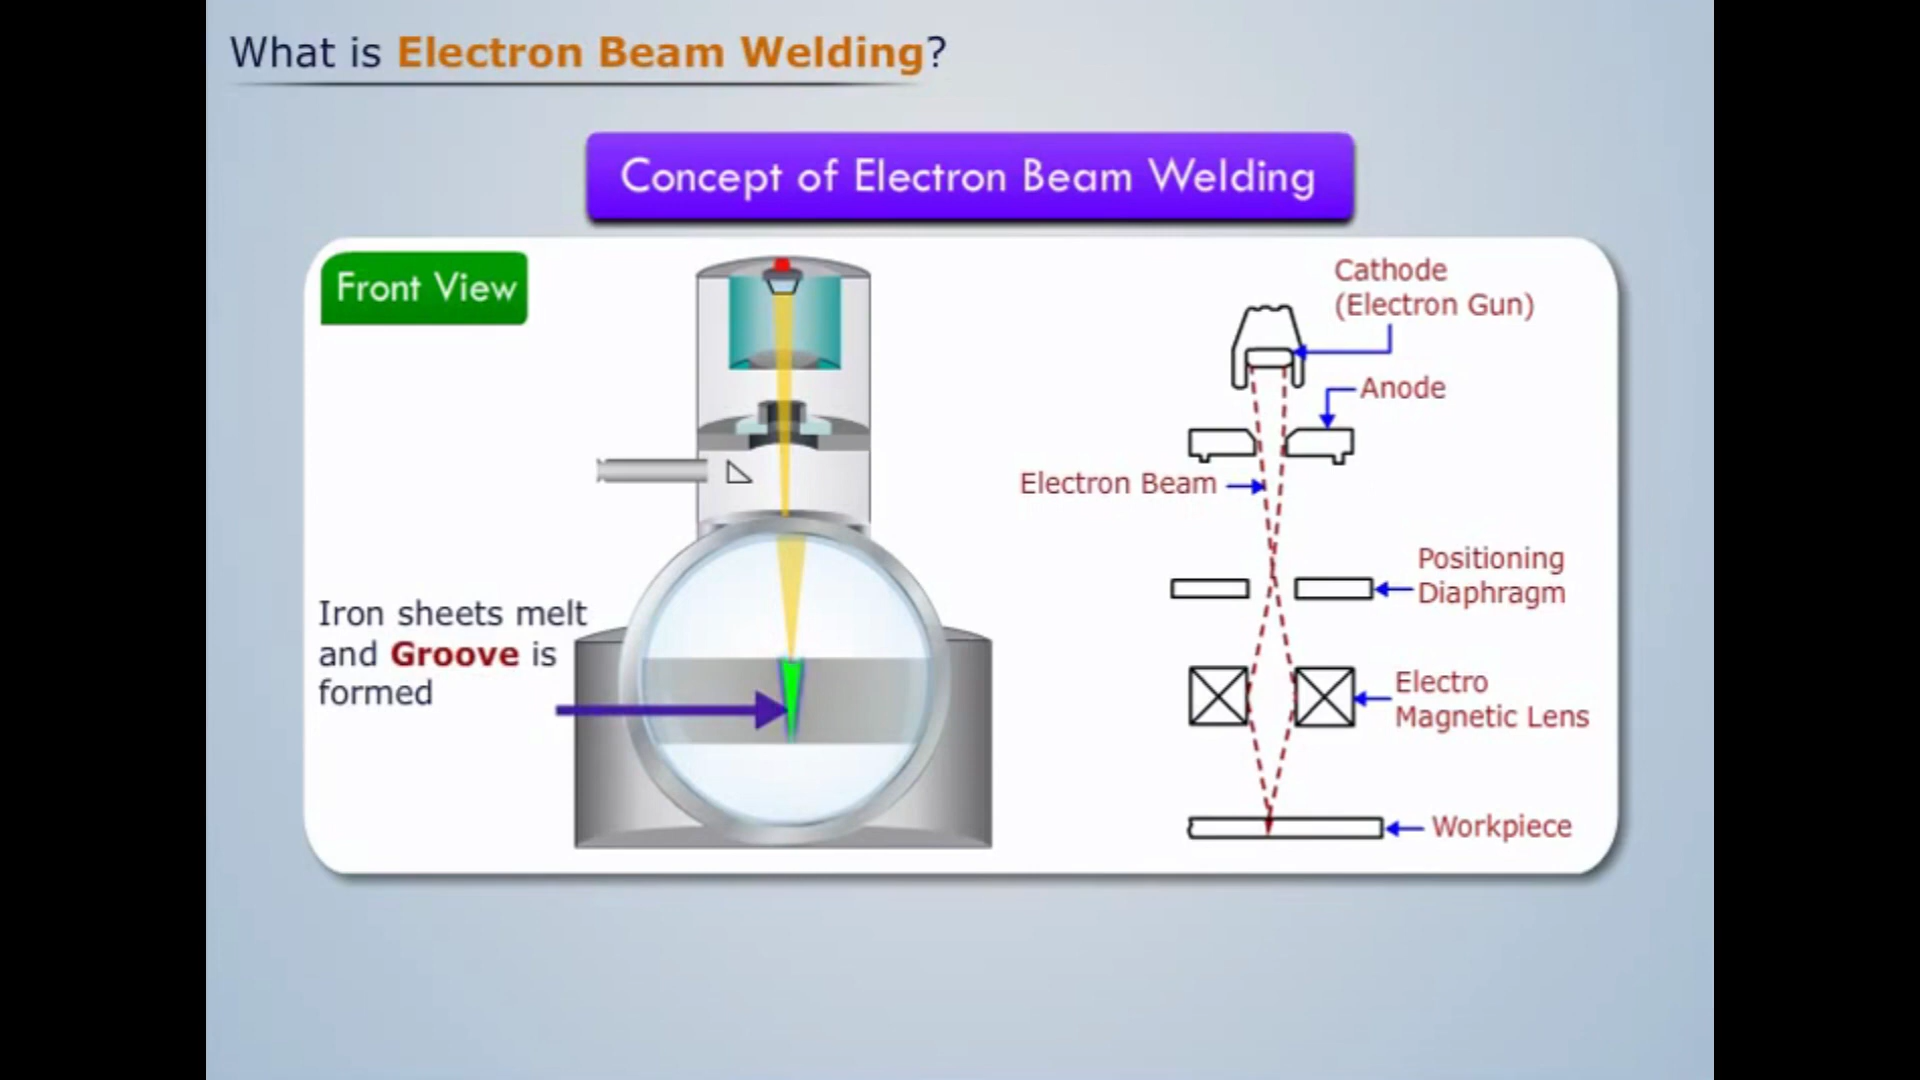 What is Electron Beam Welding?
Concept of Electron Beam Welding
Front View
Iron sheets melt
and Groove is
formed
Cathode
(Electron Gun)
Anode
Electron Beam
Positioning
Diaphragm
Electro
Magnetic Lens
Workpiece